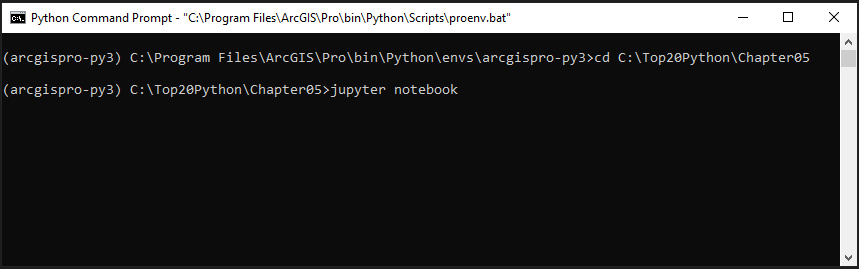 Python Command Prompt - "C:\Program Files\ArcGIS\Pro\bin\Python\Scripts\proenv.bat"
(arcgispro-py3) C:\Program Files\ArcGIS\Pro\bin\Python\envs\arcgispro-py3>cd C:\Top20Python\Chapter05
(arcgispro-py3) C:\Top20Python\Chapter05>jupyter notebook